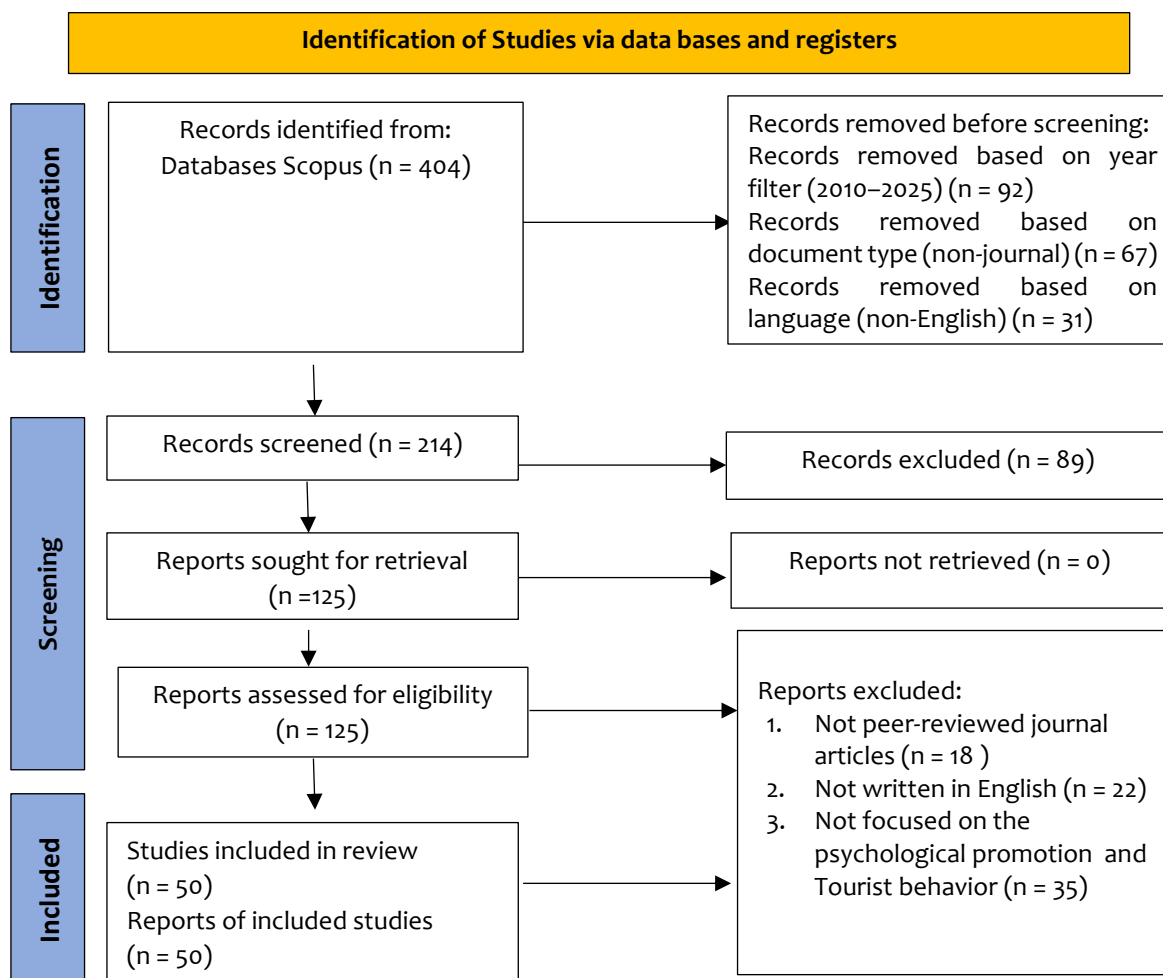 Identification of Studies via data bases and registers
Identification
Records identified from:
Databases Scopus (n = 404)
Records removed before screening:
Records removed based on year
filter (2010–2025) (n = 92)
Records removed based on
document type (non-journal) (n = 67)
Records removed based on
language (non-English) (n = 31)
Screening
Records screened (n = 214)
Records excluded (n = 89)
Reports sought for retrieval
(n =125)
Reports not retrieved (n = 0)
Reports assessed for eligibility
(n = 125)
Reports excluded:
1. Not peer-reviewed journal
articles (n = 18 )
2. Not written in English (n = 22)
3. Not focused on the
psychological promotion and
Tourist behavior (n = 35)
Included
Studies included in review
(n = 50)
Reports of included studies
(n = 50)